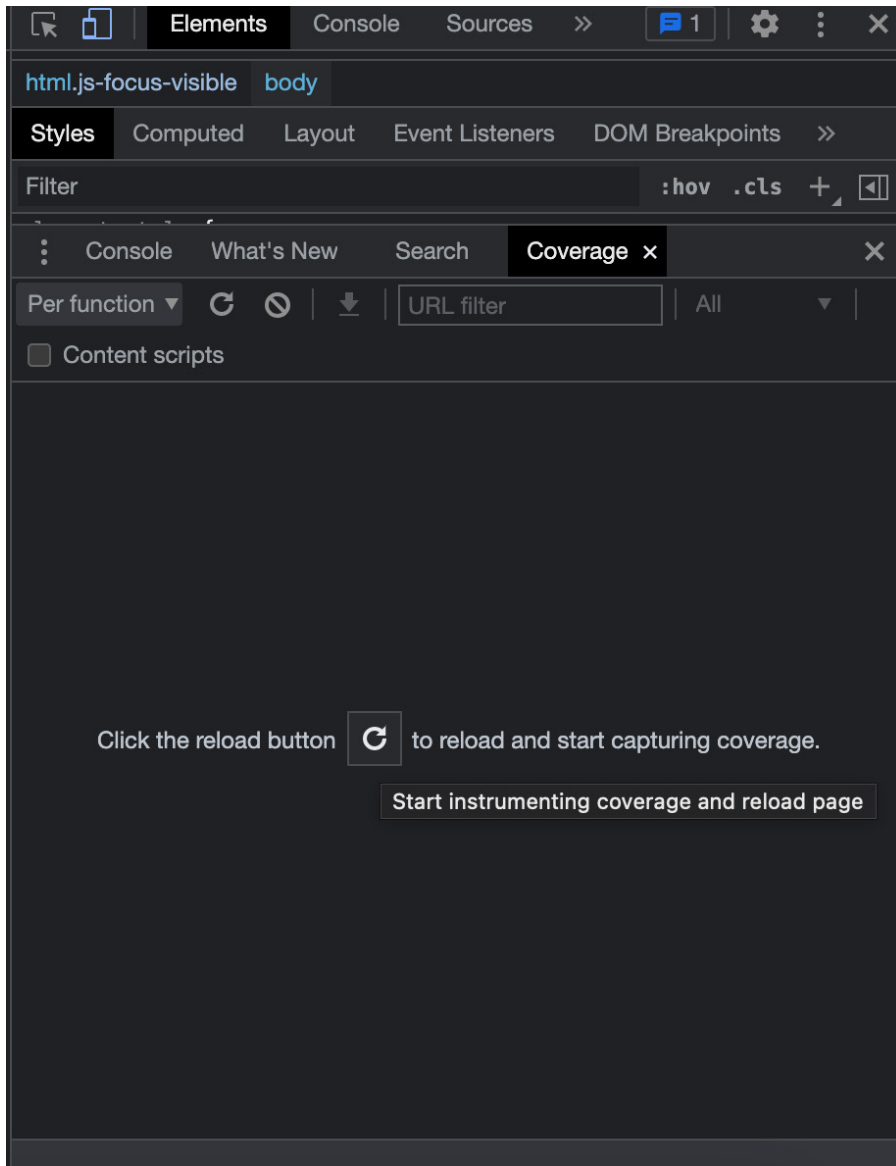 Elements Console Sources » 1
html.js-focus-visible body
Styles Computed Layout Event Listeners DOM Breakpoints »
Filter :hov .cls +
Console What's New Search Coverage ×
Per function ▼ URL filter All ▼
Content scripts
Click the reload button to reload and start capturing coverage.
Start instrumenting coverage and reload page